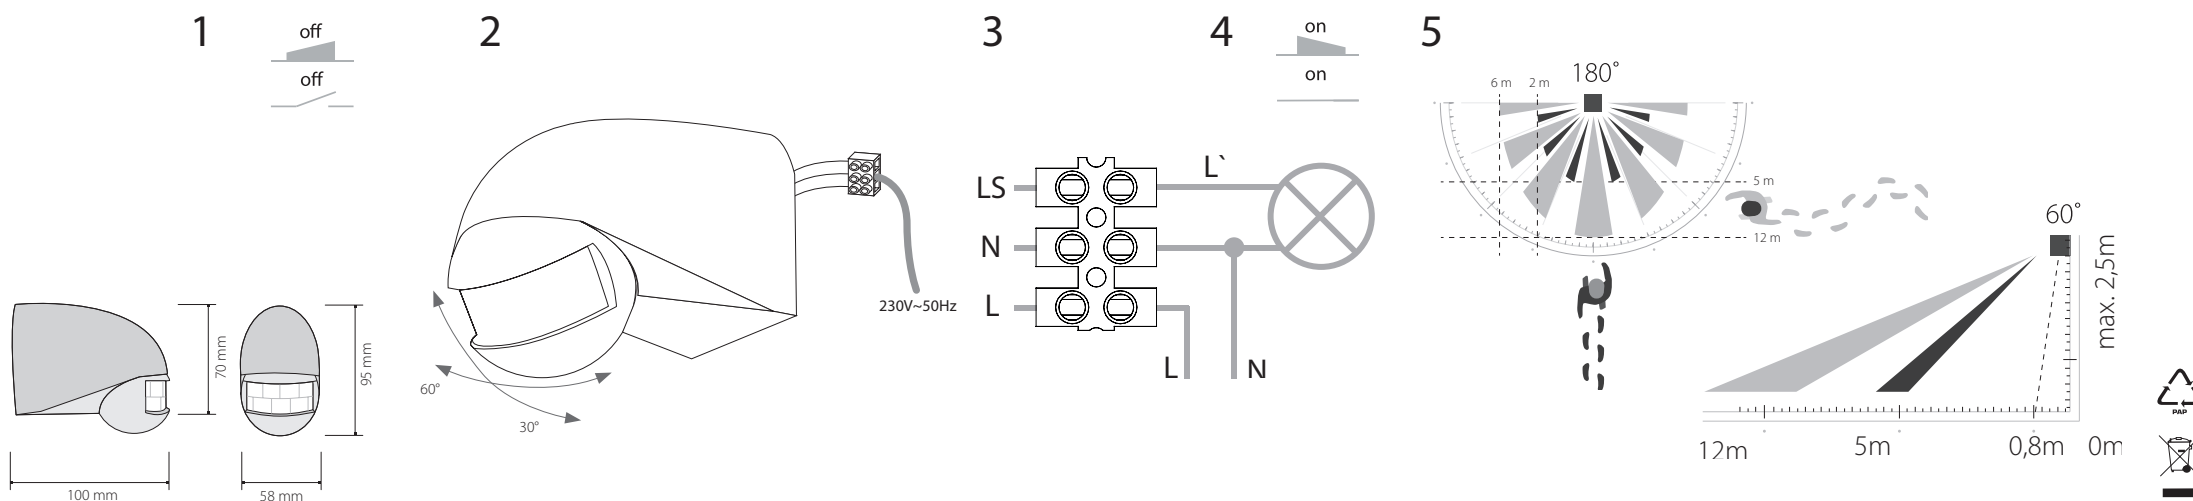 1
off
off
70 mm
95 mm
100 mm
58 mm
2
230V~50Hz
60°
30°
3
LS
N
L
L`
L
N
4
on
on
5
180˚
6 m
2 m
5 m
12 m
60˚
max. 2,5m
12m
5m
0,8m
0m
PAP